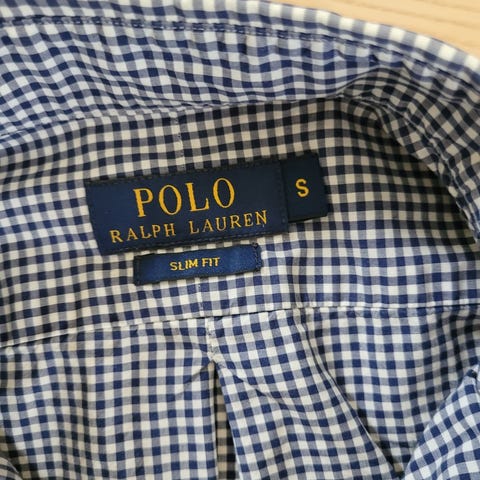 POLO
RALPH LAUREN
S
SLIM FIT